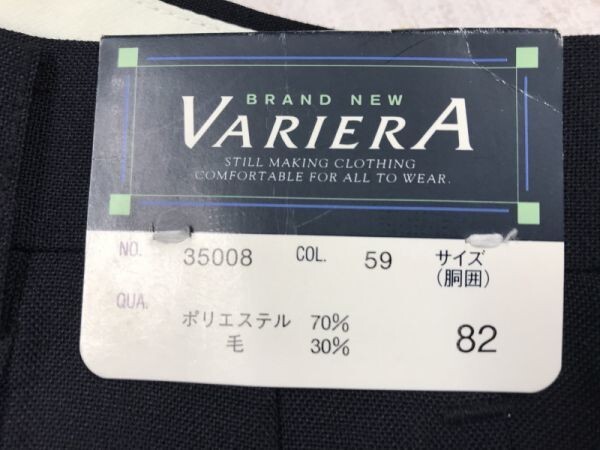 BRAND NEW
VARIERA
STILL MAKING CLOTHING
COMFORTABLE FOR ALL TO WEAR.
NO. 35008 COL. 59 サイズ
(胴囲)
QUA.
ポリエステル 70%
毛 30%
82